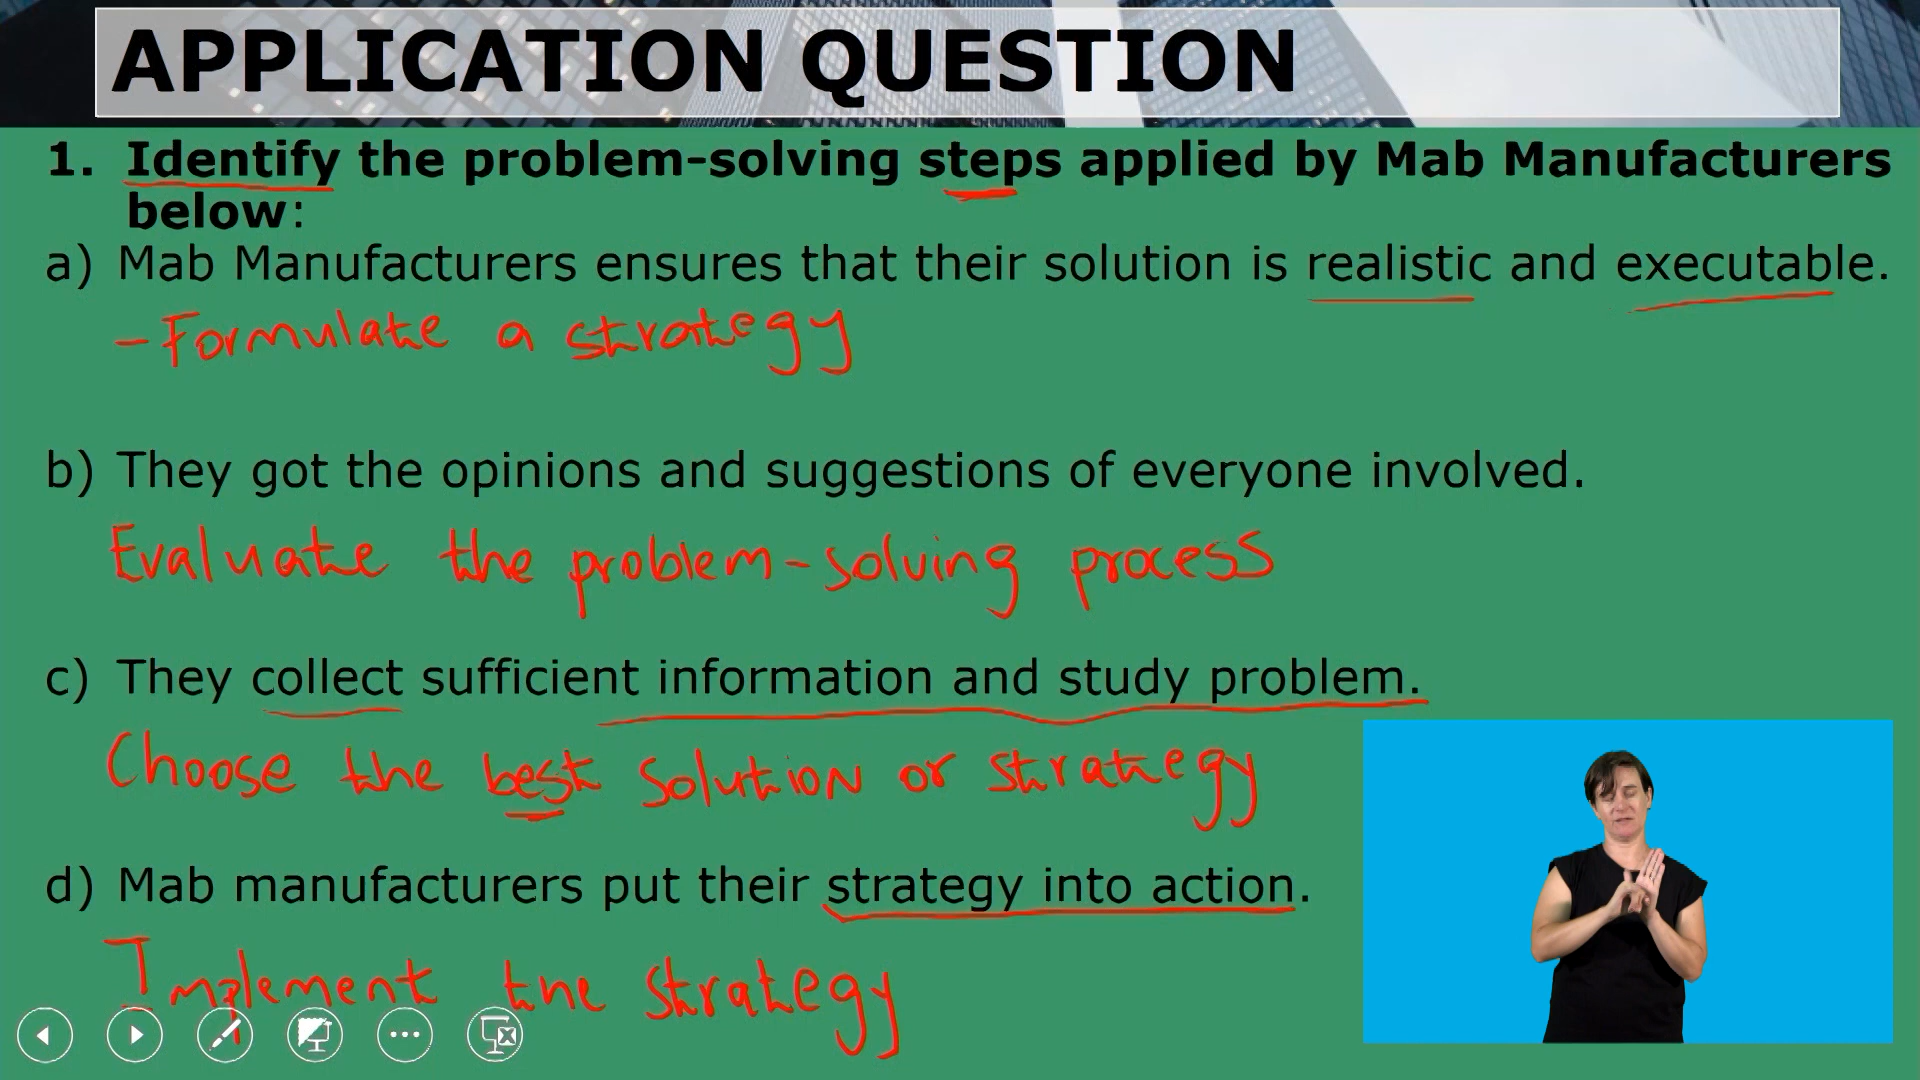 APPLICATION QUESTION
1. Identify the problem-solving steps applied by Mab Manufacturers
below:
a) Mab Manufacturers ensures that their solution is realistic and executable.
- Formulate a strategy
b) They got the opinions and suggestions of everyone involved.
Evaluate the problem-solving process
c) They collect sufficient information and study problem.
Choose the best solution or strategy
d) Mab manufacturers put their strategy into action.
Implement the strategy